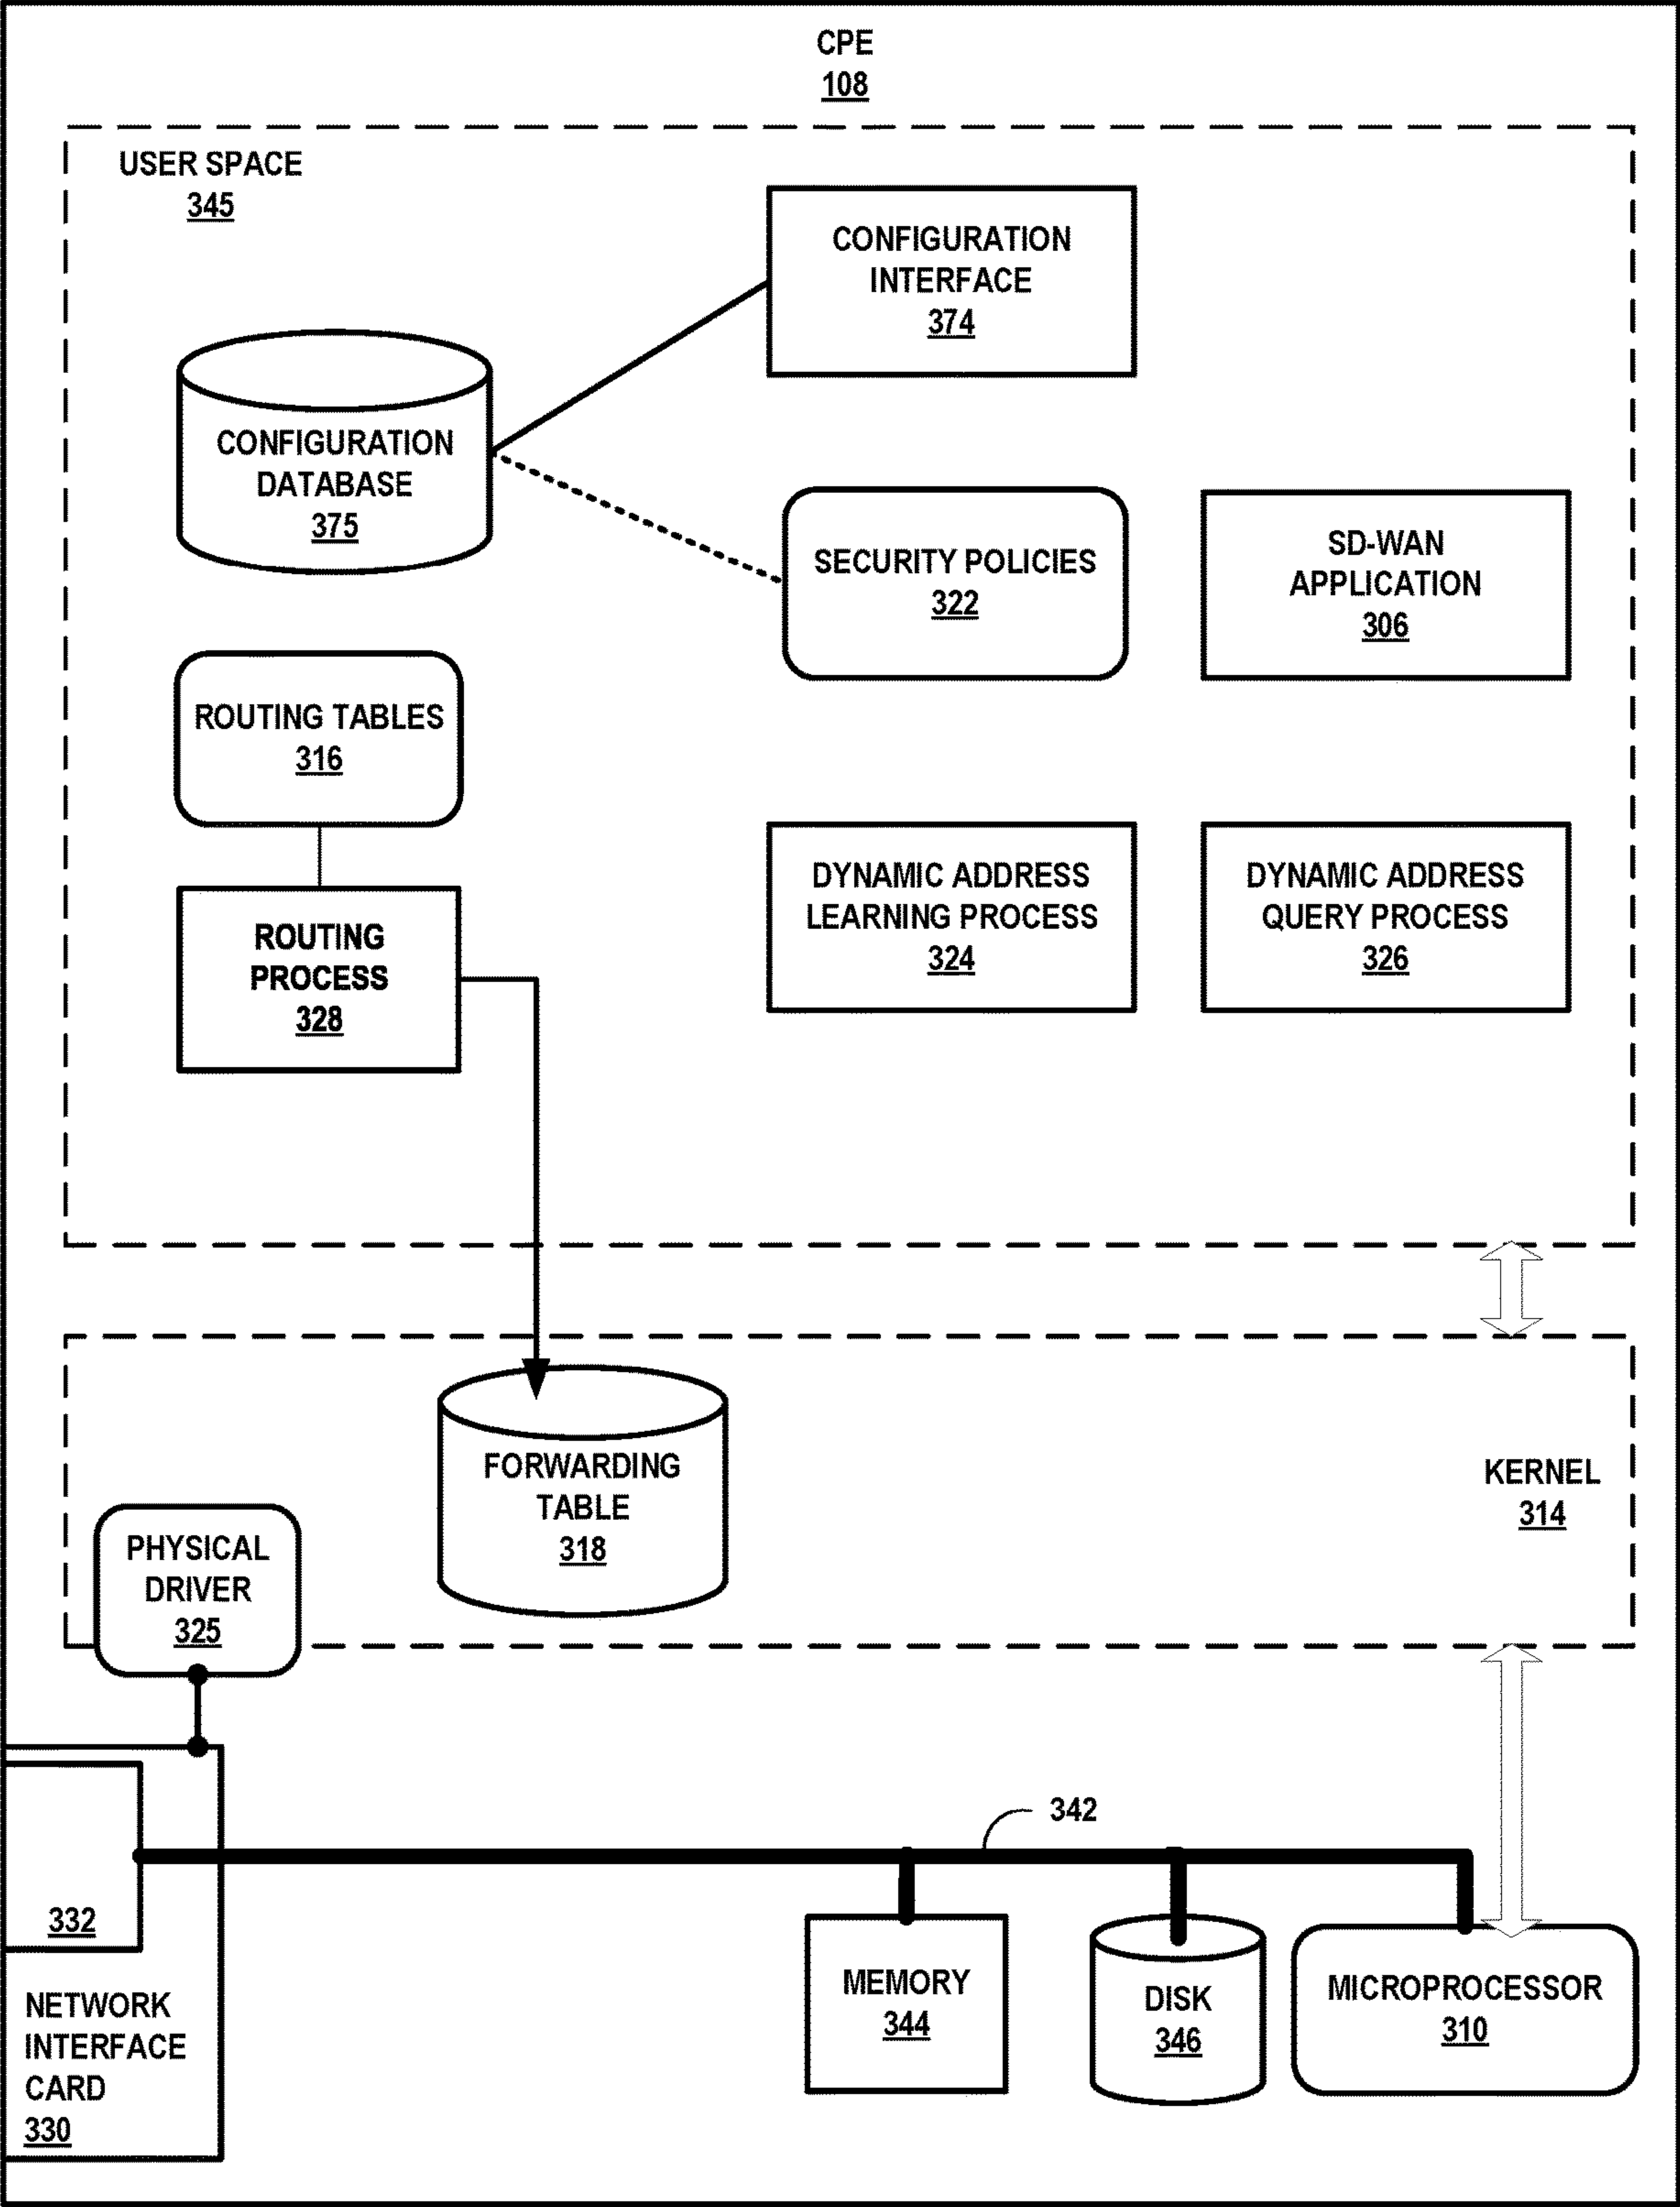 CPE
108
USER SPACE
345
CONFIGURATION
INTERFACE
374
CONFIGURATION
DATABASE
375
SECURITY POLICIES
322
SD-WAN
APPLICATION
306
ROUTING TABLES
316
ROUTING
PROCESS
328
DYNAMIC ADDRESS
LEARNING PROCESS
324
DYNAMIC ADDRESS
QUERY PROCESS
326
FORWARDING
TABLE
318
KERNEL
314
PHYSICAL
DRIVER
325
342
332
NETWORK
INTERFACE
CARD
330
MEMORY
344
DISK
346
MICROPROCESSOR
310